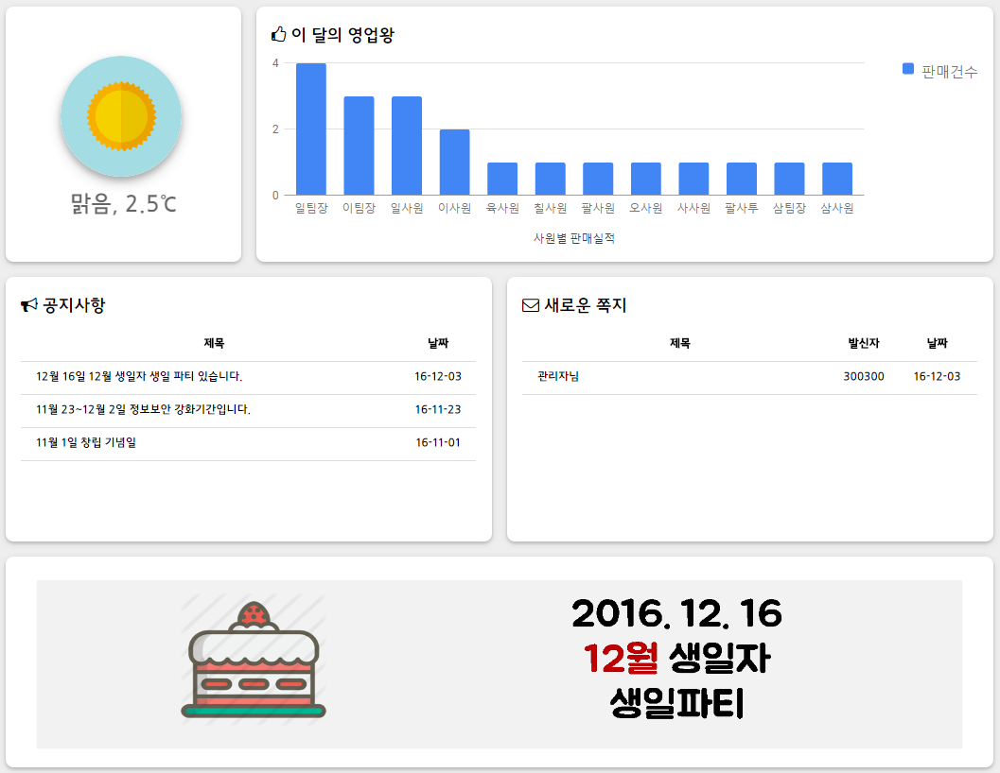 맑음, 2.5℃
이 달의 영업왕
4
2
0
일팀장 이팀장 일사원 이사원 육사원 칠사원 팔사원 오사원 사사원 팔사투 삼팀장 삼사원
사원별 판매실적
판매건수
공지사항
제목 날짜
12월 16일 12월 생일자 생일 파티 있습니다. 16-12-03
11월 23~12월 2일 정보보안 강화기간입니다. 16-11-23
11월 1일 창립 기념일 16-11-01
새로운 쪽지
제목 발신자 날짜
관리자님 300300 16-12-03
2016. 12. 16
12월 생일자
생일파티